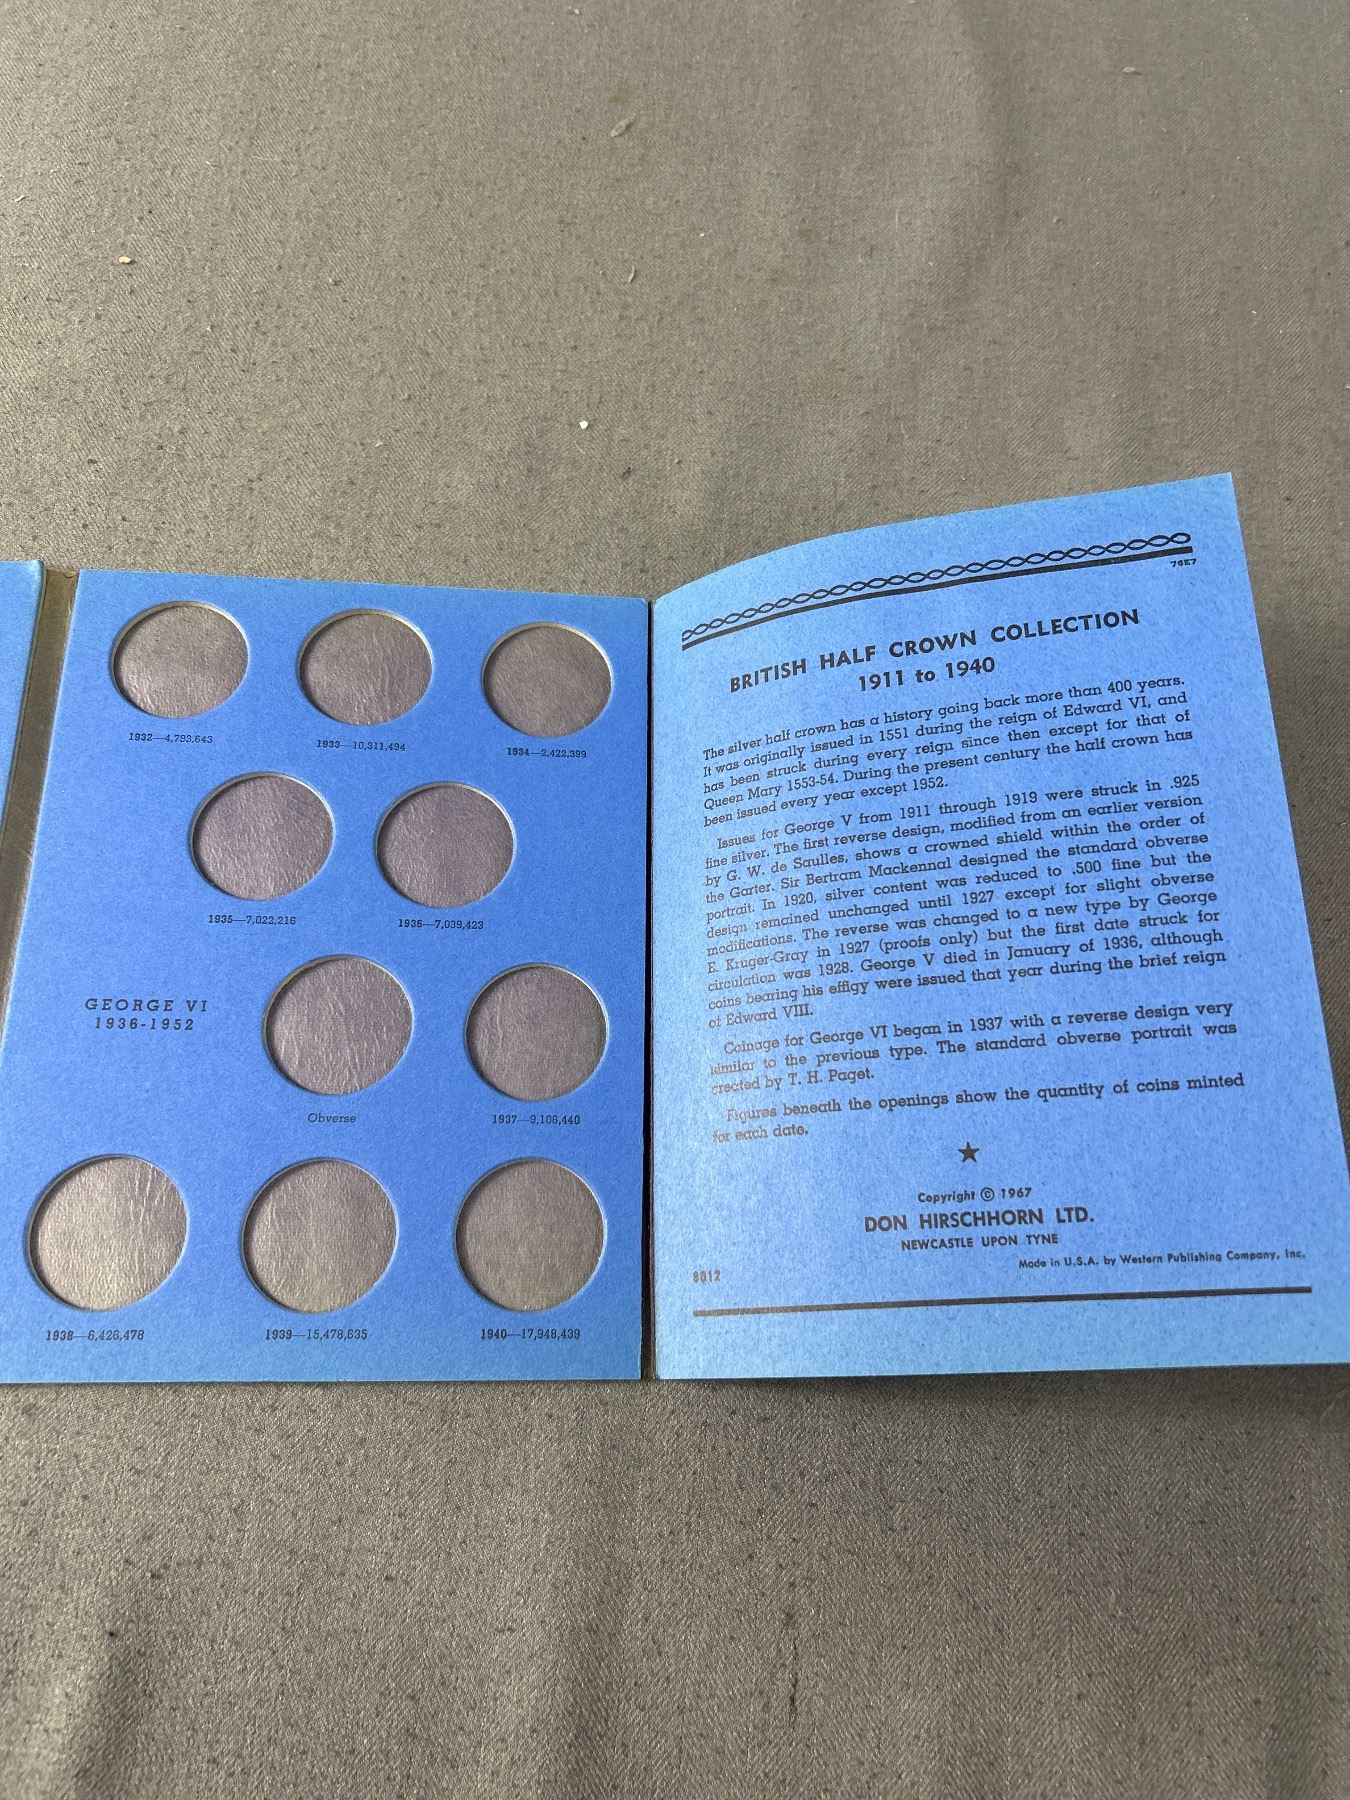 1932—4,793,643
1933—10,311,494
1934—2,422,399
1935—7,022,216
1936—7,039,423
GEORGE VI
1936-1952
Obverse
1937—9,106,440
1938—6,426,478
1939—15,478,635
1940—17,948,439
76E7
BRITISH HALF CROWN COLLECTION
1911 to 1940
The silver half crown has a history going back more than 400 years.
It was originally issued in 1551 during the reign of Edward VI, and
has been struck during every reign since then except for that of
Queen Mary 1553-54. During the present century the half crown has
been issued every year except 1952.
Issues for George V from 1911 through 1919 were struck in .925
fine silver. The first reverse design, modified from an earlier version
by G. W. de Saulles, shows a crowned shield within the order of
the Garter. Sir Bertram Mackennal designed the standard obverse
portrait. In 1920, silver content was reduced to .500 fine but the
design remained unchanged until 1927 except for slight obverse
modifications. The reverse was changed to a new type by George
E. Kruger-Gray in 1927 (proofs only) but the first date struck for
circulation was 1928. George V died in January of 1936, although
coins bearing his effigy were issued that year during the brief reign
of Edward VIII.
Coinage for George VI began in 1937 with a reverse design very
similar to the previous type. The standard obverse portrait was
created by T. H. Paget.
Figures beneath the openings show the quantity of coins minted
for each date.
Copyright © 1967
DON HIRSCHHORN LTD.
NEWCASTLE UPON TYNE
Made in U.S.A. by Western Publishing Company, Inc.
8012